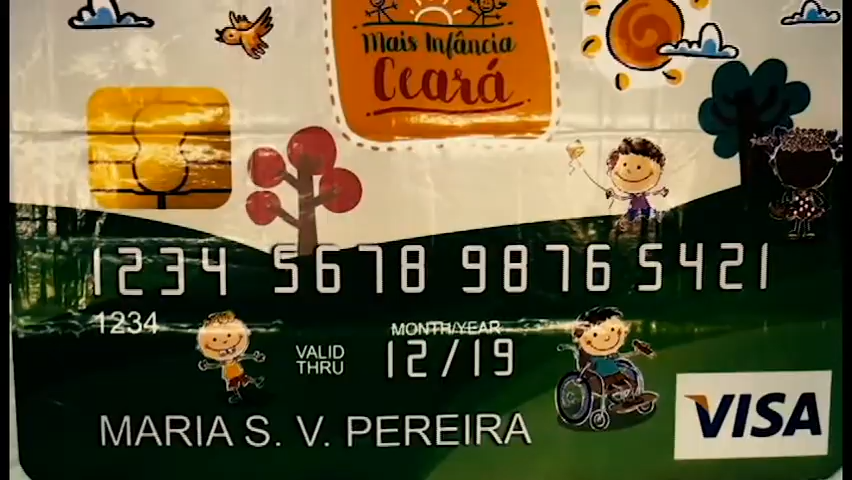 Mais Infância
Ceará
1234 5678 9876 5421
1234
MONTH/YEAR
VALID
THRU
12/19
MARIA S. V. PEREIRA
VISA